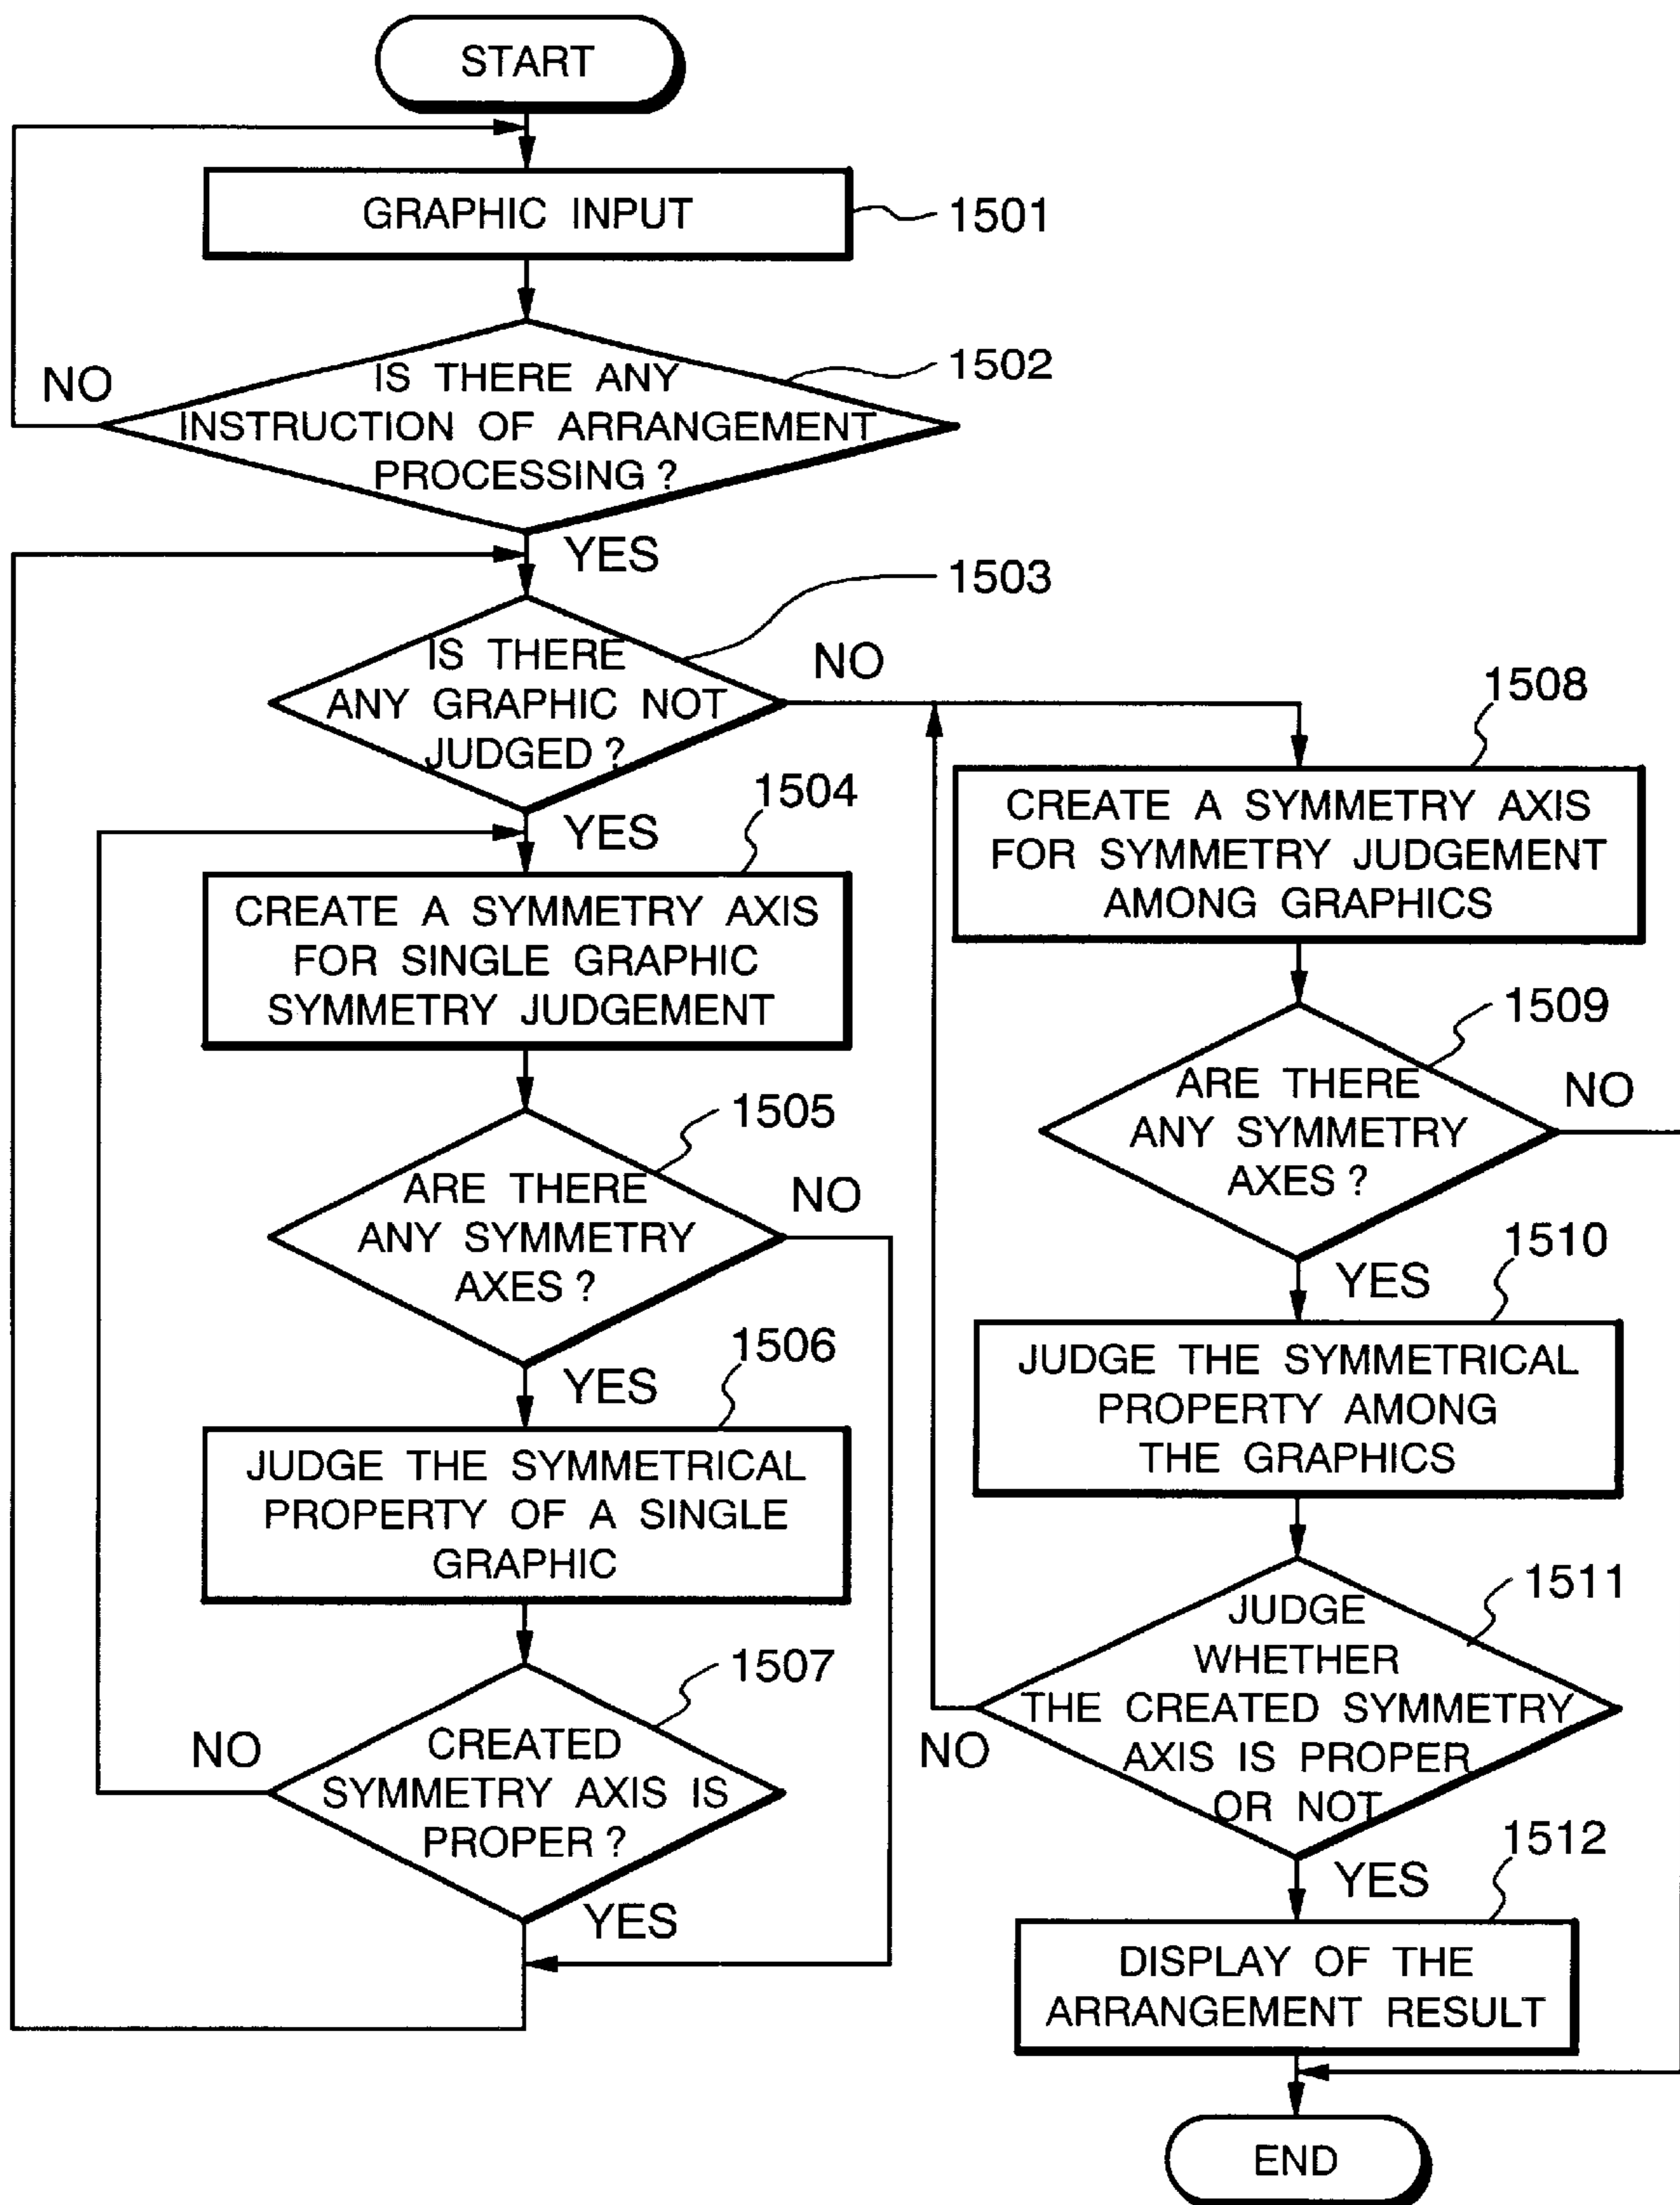 START
GRAPHIC INPUT
1501
IS THERE ANY
INSTRUCTION OF ARRANGEMENT
PROCESSING ?
1502
NO
YES
IS THERE
ANY GRAPHIC NOT
JUDGED ?
1503
NO
YES
1504
CREATE A SYMMETRY AXIS
FOR SINGLE GRAPHIC
SYMMETRY JUDGEMENT
1505
ARE THERE
ANY SYMMETRY
AXES ?
NO
YES
1506
JUDGE THE SYMMETRICAL
PROPERTY OF A SINGLE
GRAPHIC
1507
CREATED
SYMMETRY AXIS IS
PROPER ?
NO
YES
1508
CREATE A SYMMETRY AXIS
FOR SYMMETRY JUDGEMENT
AMONG GRAPHICS
1509
ARE THERE
ANY SYMMETRY
AXES ?
NO
YES
1510
JUDGE THE SYMMETRICAL
PROPERTY AMONG
THE GRAPHICS
1511
JUDGE
WHETHER
THE CREATED SYMMETRY
AXIS IS PROPER
OR NOT
NO
YES
1512
DISPLAY OF THE
ARRANGEMENT RESULT
END